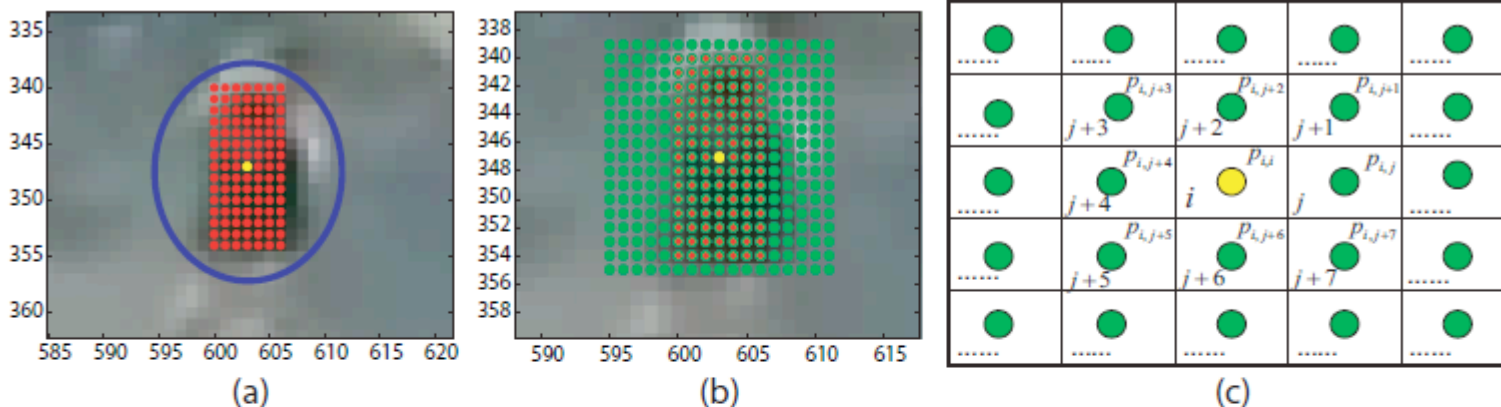 335
340
345
350
355
360
585 590 595 600 605 610 615 620
(a)
338
340
342
344
346
348
350
352
354
356
358
590 595 600 605 610 615
(b)
...... ...... ...... ...... ......
p_{i,j+3} p_{i,j+2} p_{i,j+1}
...... j+3 j+2 j+1 ......
p_{i,j+4} p_{i,i} p_{i,j}
...... j+4 i j ......
p_{i,j+5} p_{i,j+6} p_{i,j+7}
...... j+5 j+6 j+7 ......
...... ...... ...... ...... ......
(c)